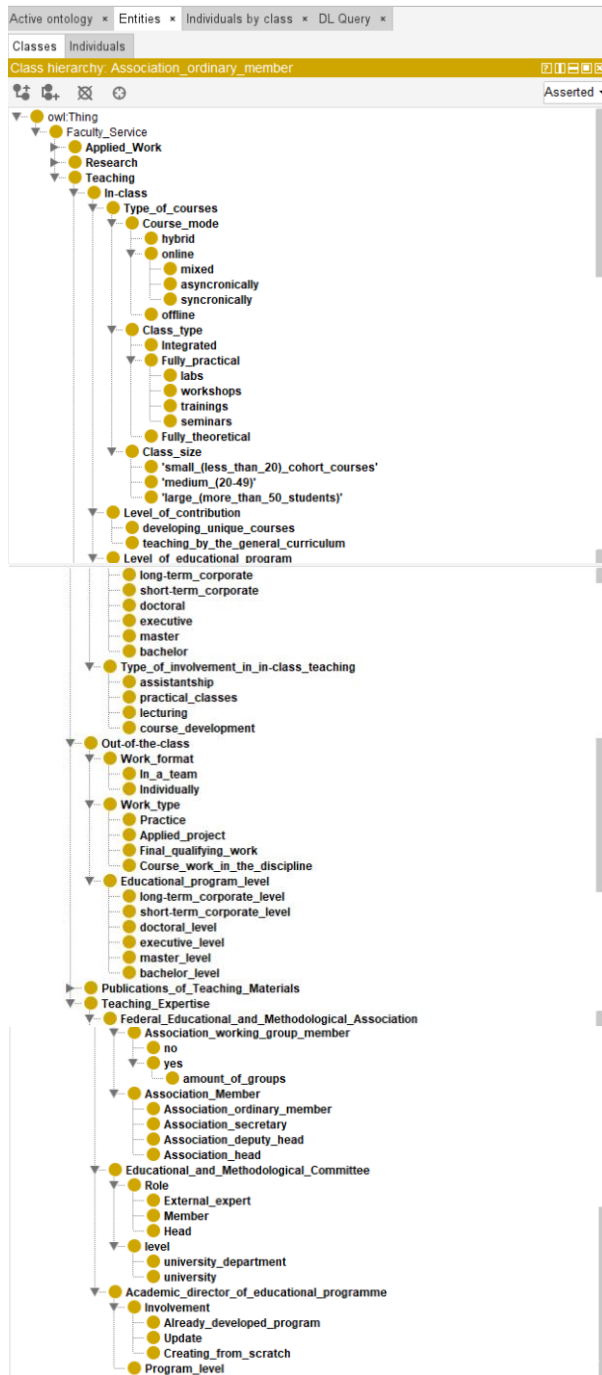 Active ontology × Entities × Individuals by class × DL Query ×
Classes Individuals
Class hierarchy: Association_ordinary_member
Asserted
owl:Thing
Faculty_Service
Applied_Work
Research
Teaching
In-class
Type_of_courses
Course_mode
hybrid
online
mixed
asyncronically
syncronically
offline
Class_type
Integrated
Fully_practical
labs
workshops
trainings
seminars
Fully_theoretical
Class_size
'small_(less_than_20)_cohort_courses'
'medium_(20-49)'
'large_(more_than_50_students)'
Level_of_contribution
developing_unique_courses
teaching_by_the_general_curriculum
Level_of_educational_program
long-term_corporate
short-term_corporate
doctoral
executive
master
bachelor
Type_of_involvement_in_in-class_teaching
assistantship
practical_classes
lecturing
course_development
Out-of-the-class
Work_format
In_a_team
Individually
Work_type
Practice
Applied_project
Final_qualifying_work
Course_work_in_the_discipline
Educational_program_level
long-term_corporate_level
short-term_corporate_level
doctoral_level
executive_level
master_level
bachelor_level
Publications_of_Teaching_Materials
Teaching_Expertise
Federal_Educational_and_Methodological_Association
Association_working_group_member
no
yes
amount_of_groups
Association_Member
Association_ordinary_member
Association_secretary
Association_deputy_head
Association_head
Educational_and_Methodological_Committee
Role
External_expert
Member
Head
level
university_department
university
Academic_director_of_educational_programme
Involvement
Already_developed_program
Update
Creating_from_scratch
Program_level